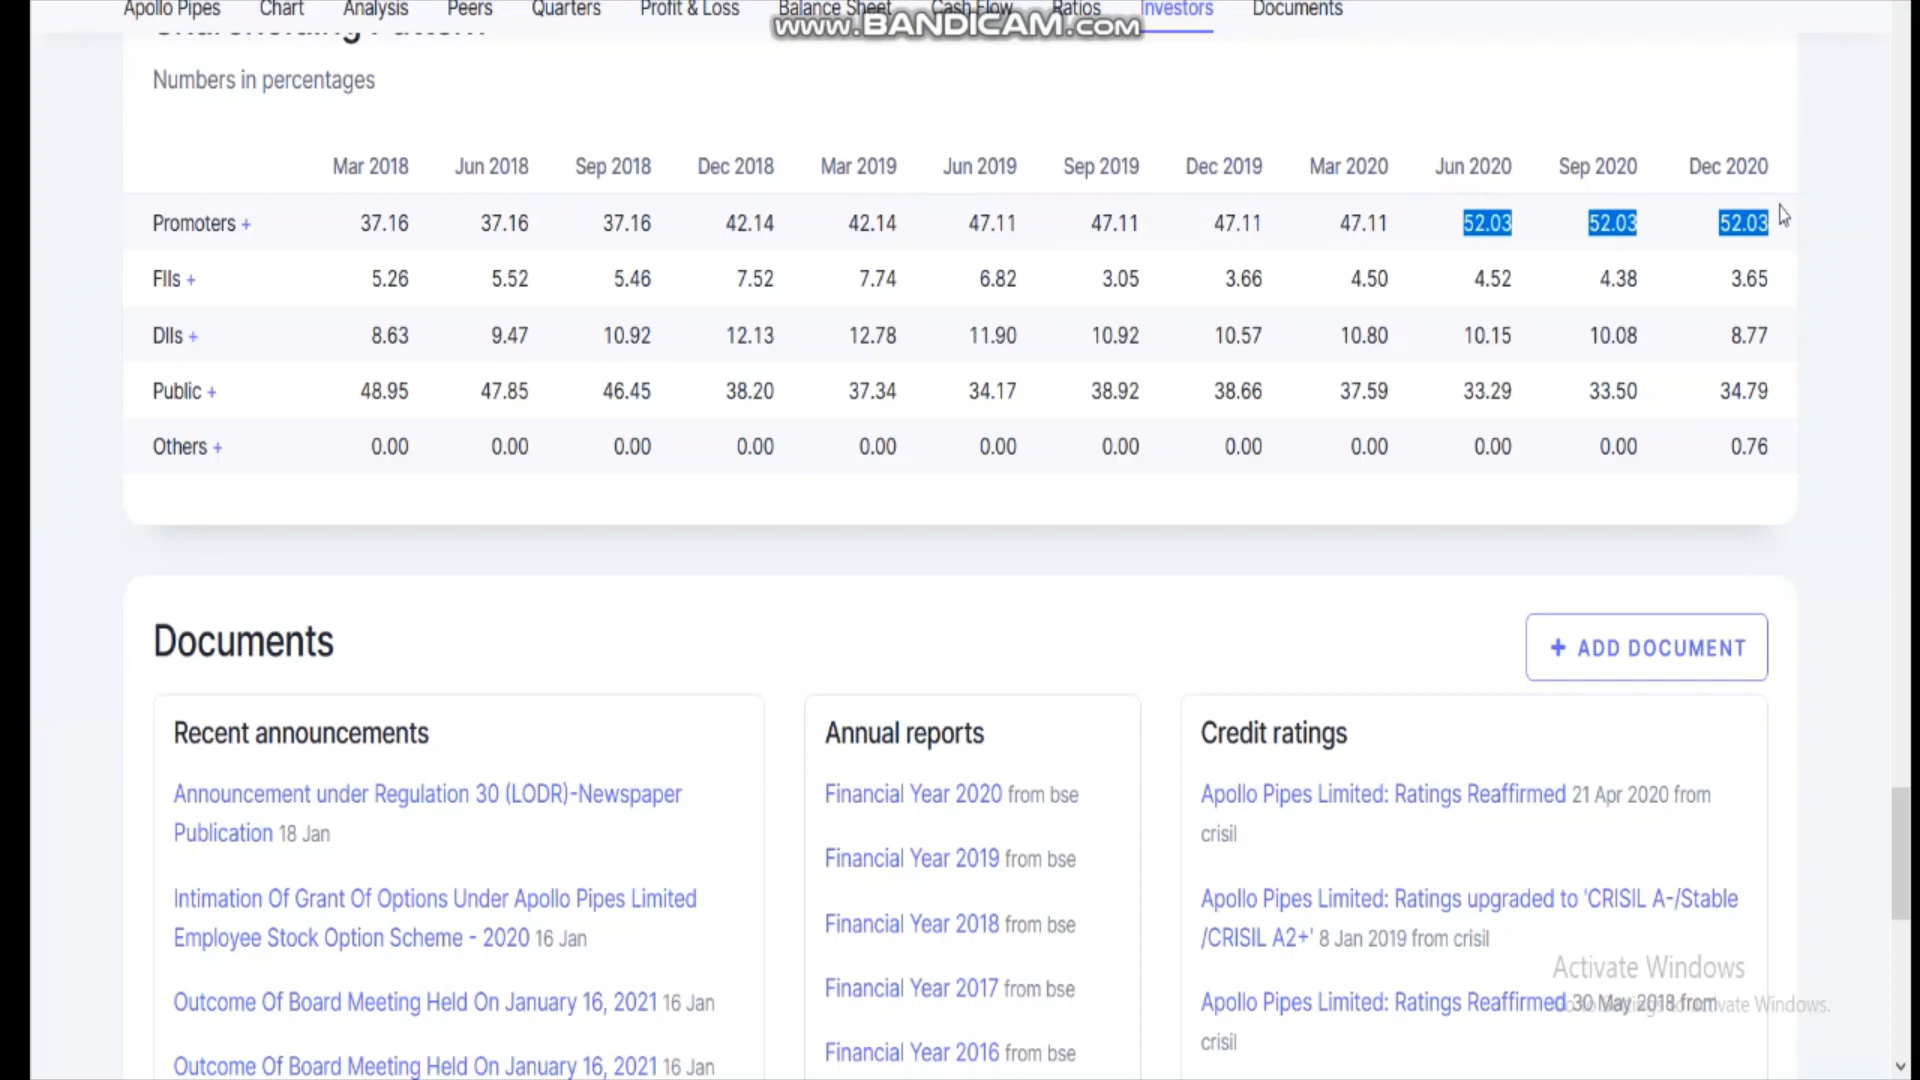 Apollo Pipes Chart Analysis Peers Quarters Profit & Loss Balance Sheet Cash Flow Ratios Investors Documents
www.BANDICAM.com
Shareholding Pattern
Numbers in percentages
Mar 2018 Jun 2018 Sep 2018 Dec 2018 Mar 2019 Jun 2019 Sep 2019 Dec 2019 Mar 2020 Jun 2020 Sep 2020 Dec 2020
Promoters + 37.16 37.16 37.16 42.14 42.14 47.11 47.11 47.11 47.11 52.03 52.03 52.03
FIIs + 5.26 5.52 5.46 7.52 7.74 6.82 3.05 3.66 4.50 4.52 4.38 3.65
DIIs + 8.63 9.47 10.92 12.13 12.78 11.90 10.92 10.57 10.80 10.15 10.08 8.77
Public + 48.95 47.85 46.45 38.20 37.34 34.17 38.92 38.66 37.59 33.29 33.50 34.79
Others + 0.00 0.00 0.00 0.00 0.00 0.00 0.00 0.00 0.00 0.00 0.00 0.76
Documents
+ ADD DOCUMENT
Recent announcements
Announcement under Regulation 30 (LODR)-Newspaper
Publication 18 Jan
Intimation Of Grant Of Options Under Apollo Pipes Limited
Employee Stock Option Scheme - 2020 16 Jan
Outcome Of Board Meeting Held On January 16, 2021 16 Jan
Outcome Of Board Meeting Held On January 16, 2021 16 Jan
Annual reports
Financial Year 2020 from bse
Financial Year 2019 from bse
Financial Year 2018 from bse
Financial Year 2017 from bse
Financial Year 2016 from bse
Credit ratings
Apollo Pipes Limited: Ratings Reaffirmed 21 Apr 2020 from
crisil
Apollo Pipes Limited: Ratings upgraded to 'CRISIL A-/Stable
/CRISIL A2+' 8 Jan 2019 from crisil
Apollo Pipes Limited: Ratings Reaffirmed 30 May 2018 from
crisil
Activate Windows
Go to Settings to activate Windows.